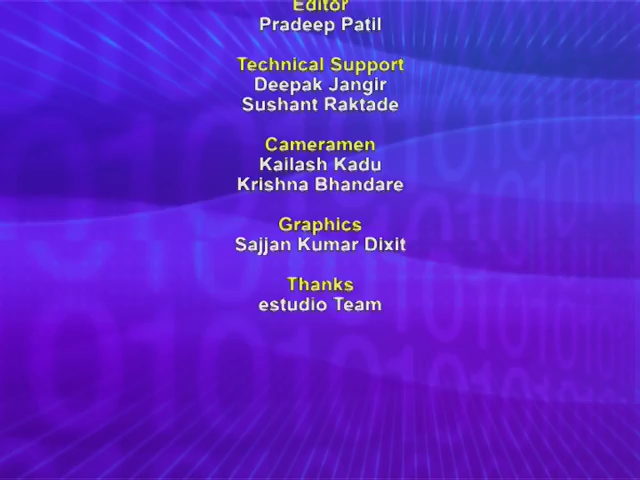 Editor
Pradeep Patil
Technical Support
Deepak Jangir
Sushant Raktade
Cameramen
Kailash Kadu
Krishna Bhandare
Graphics
Sajjan Kumar Dixit
Thanks
estudio Team